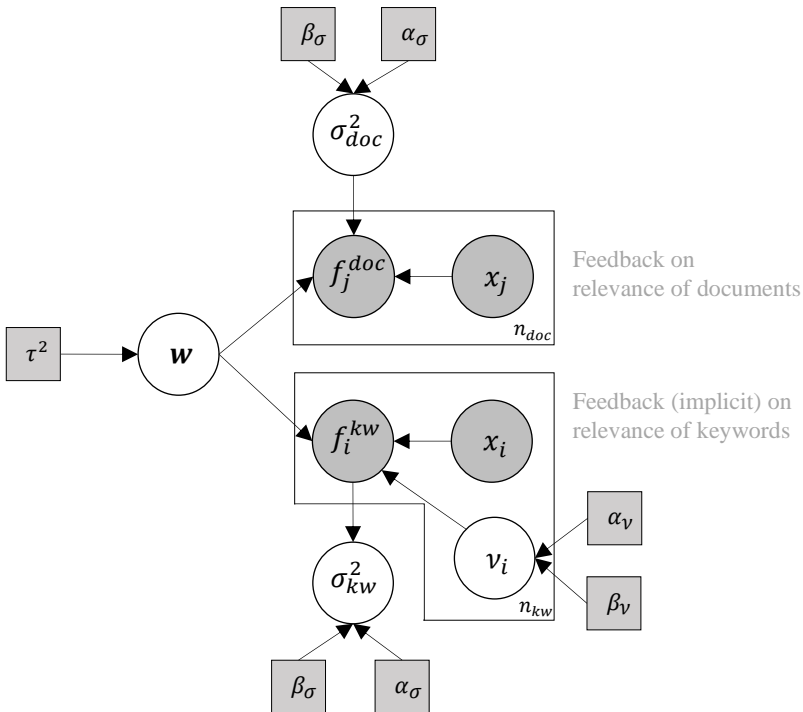 β_σ α_σ
σ²_doc
f_j^doc x_j
n_doc
Feedback on
relevance of documents
τ² w
f_i^kw x_i
Feedback (implicit) on
relevance of keywords
α_ν
σ²_kw ν_i
n_kw
β_ν
β_σ α_σ